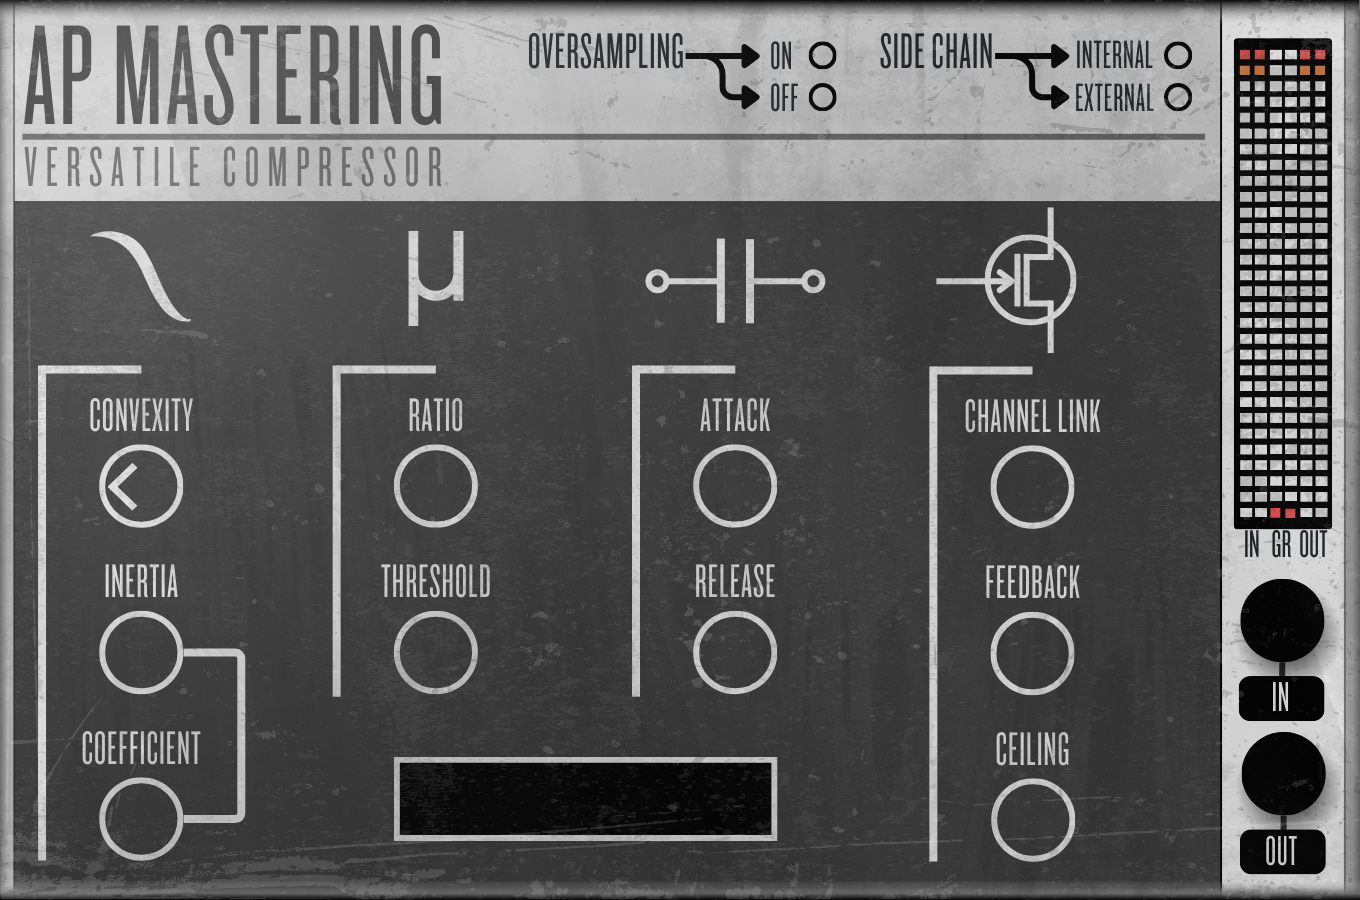 AP MASTERING
VERSATILE COMPRESSOR
OVERSAMPLING
ON
OFF
SIDE CHAIN
INTERNAL
EXTERNAL
µ
CONVEXITY
INERTIA
COEFFICIENT
RATIO
THRESHOLD
ATTACK
RELEASE
CHANNEL LINK
FEEDBACK
CEILING
IN GR OUT
IN
OUT